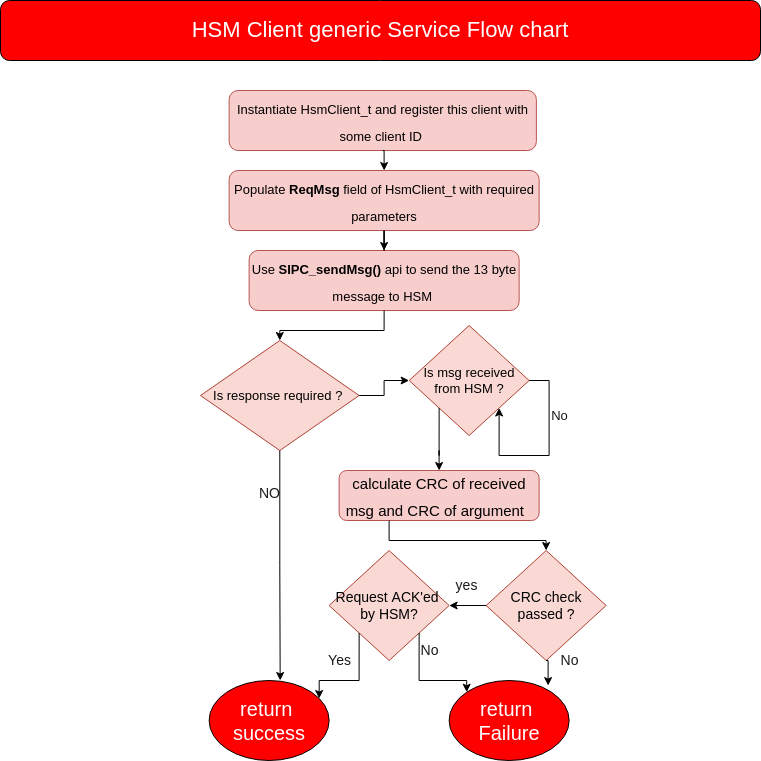 HSM Client generic Service Flow chart
Instantiate HsmClient_t and register this client with
some client ID
Populate ReqMsg field of HsmClient_t with required
parameters
Use SIPC_sendMsg() api to send the 13 byte
message to HSM
Is response required ?
Is msg received
from HSM ?
No
NO
calculate CRC of received
msg and CRC of argument
Request ACK'ed
by HSM?
yes
CRC check
passed ?
Yes
No
No
return
success
return
Failure